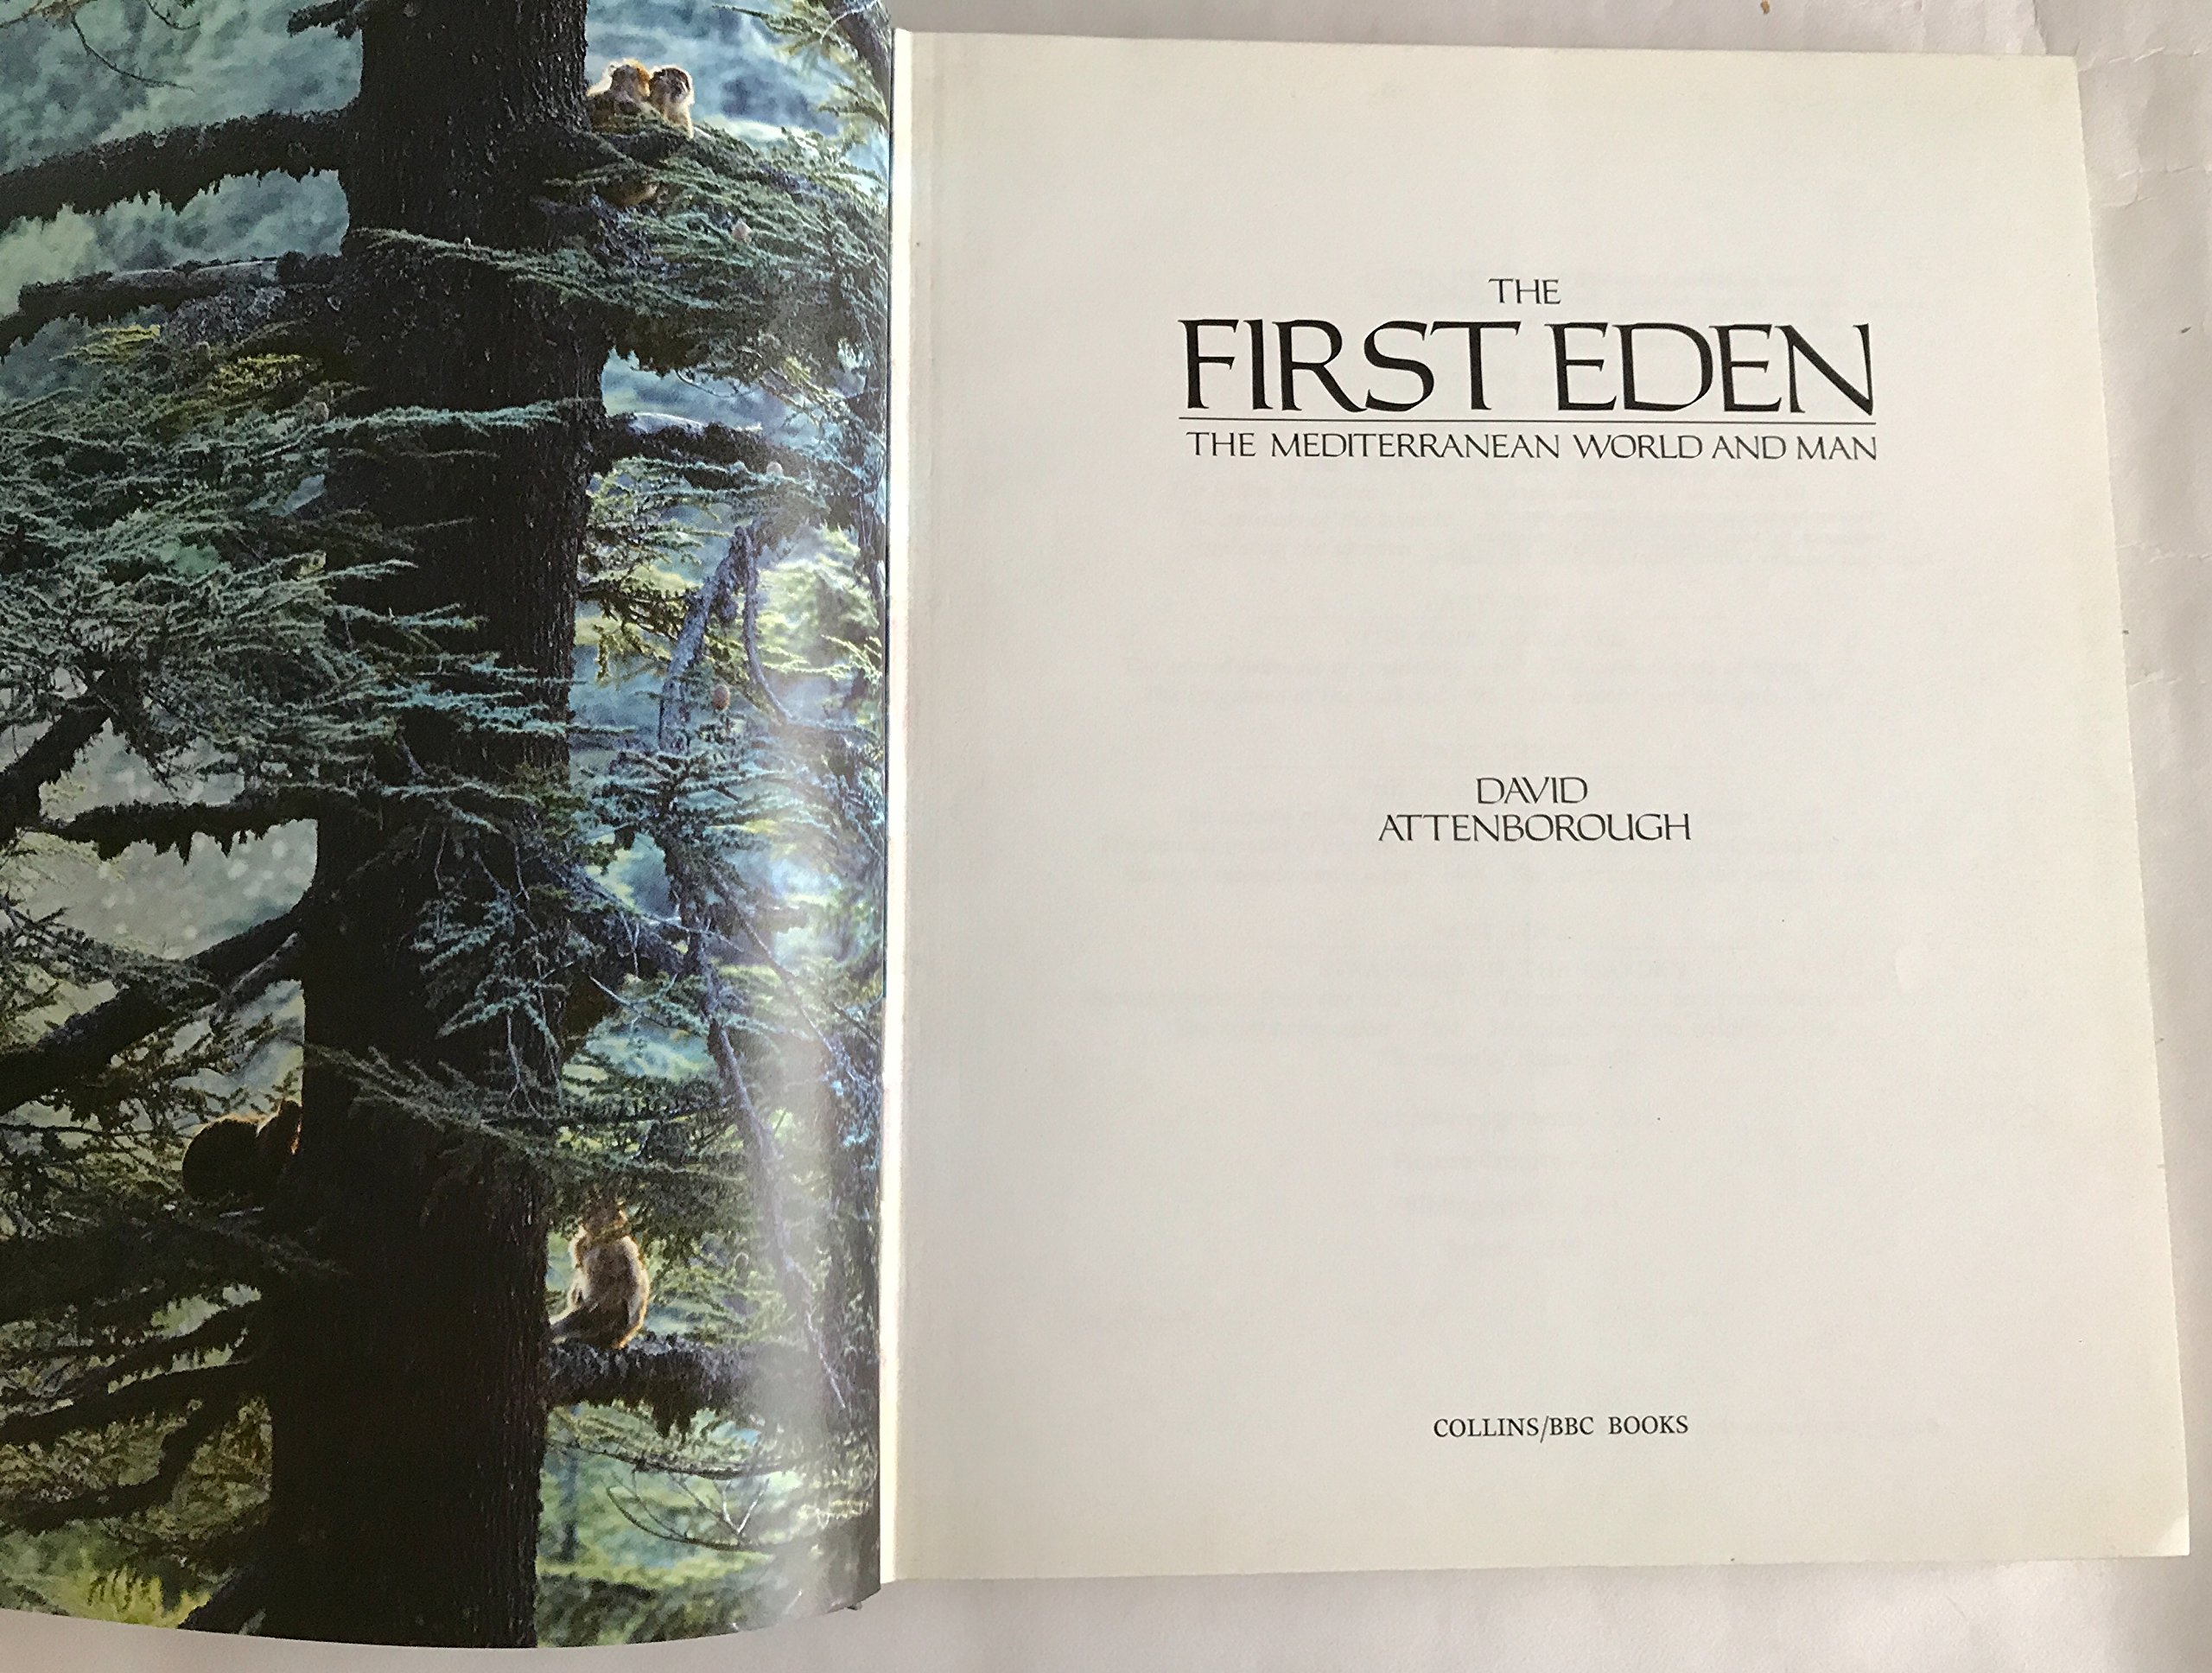 THE
FIRST EDEN
THE MEDITERRANEAN WORLD AND MAN
DAVID
ATTENBOROUGH
COLLINS/BBC BOOKS